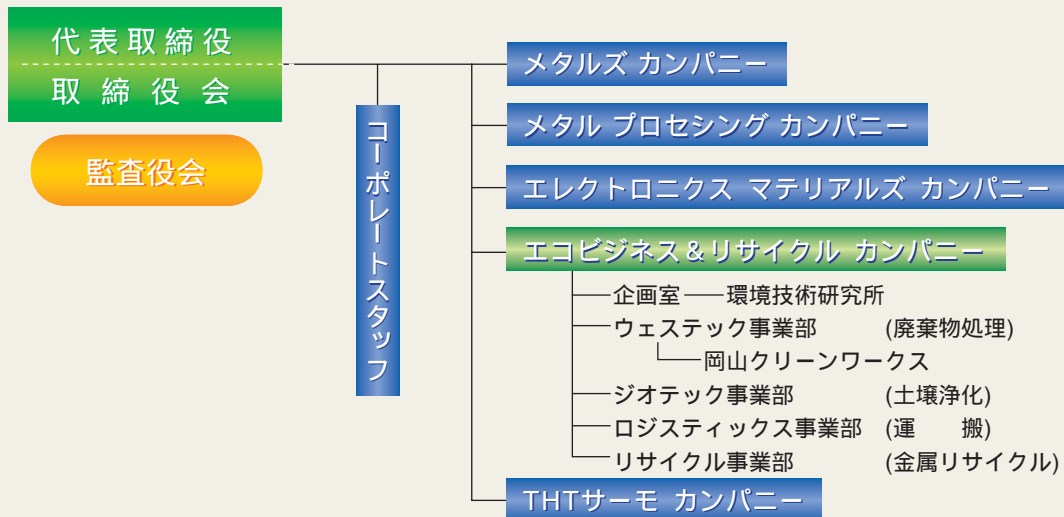 代表取締役
取締役会
監査役会
コーポレートスタッフ
メタルズ カンパニー
メタル プロセシング カンパニー
エレクトロニクス マテリアルズ カンパニー
エコビジネス＆リサイクル カンパニー
企画室 環境技術研究所
ウェステック事業部 (廃棄物処理)
岡山クリーンワークス
ジオテック事業部 (土壌浄化)
ロジスティックス事業部 (運　　搬)
リサイクル事業部 (金属リサイクル)
THTサーモ カンパニー